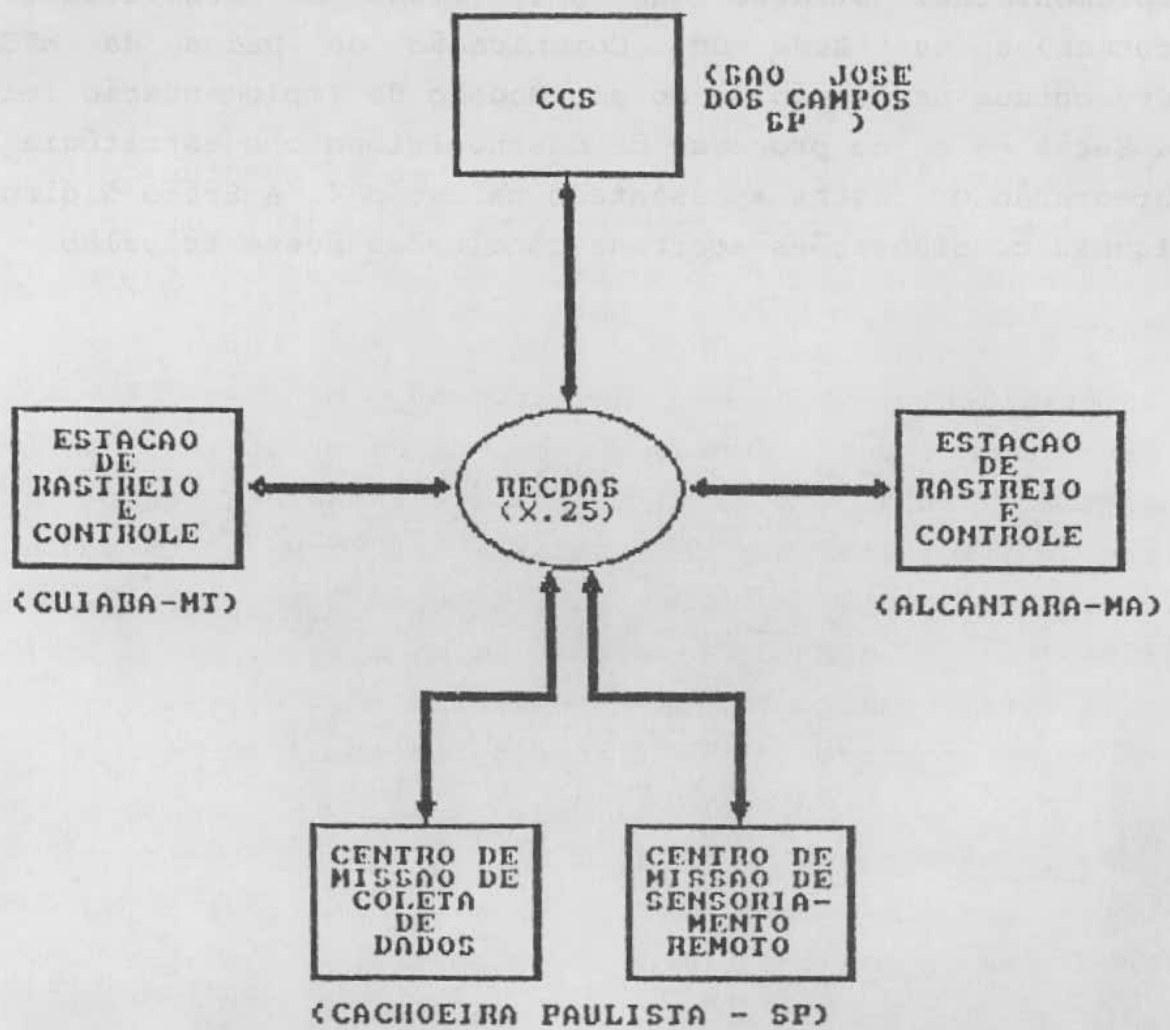 CCS
(SAO JOSE
DOS CAMPOS
SP )
ESTACAO
DE
RASTREIO
E
CONTROLE
(CUIABA-MT)
RECDAS
(X.25)
ESTACAO
DE
RASTREIO
E
CONTROLE
(ALCANTARA-MA)
CENTRO DE
MISSAO DE
COLETA
DE
DADOS
CENTRO DE
MISSAO DE
SENSORIA-
MENTO
REMOTO
(CACHOEIRA PAULISTA - SP)